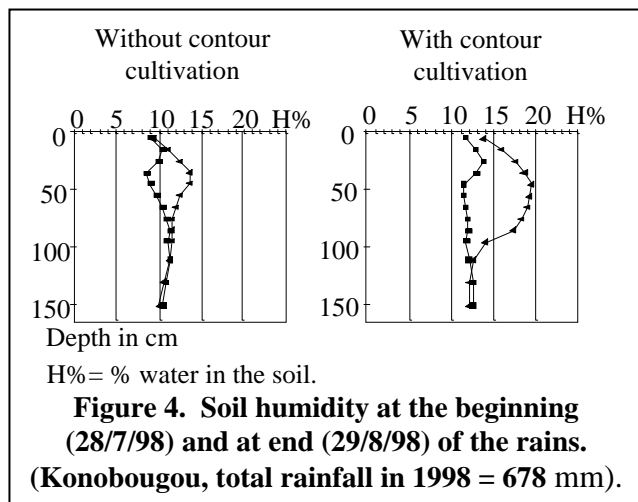 Without contour
cultivation
With contour
cultivation
0 5 10 15 20 H%
0 5 10 15 20 H%
0
50
100
150
0
50
100
150
Depth in cm
H%= % water in the soil.
Figure 4. Soil humidity at the beginning
(28/7/98) and at end (29/8/98) of the rains.
(Konobougou, total rainfall in 1998 = 678 mm).